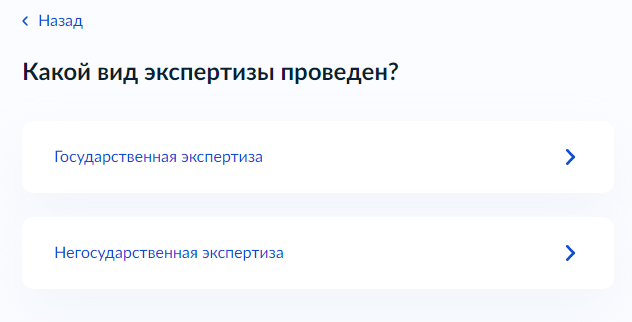 Назад
Какой вид экспертизы проведен?
Государственная экспертиза
Негосударственная экспертиза